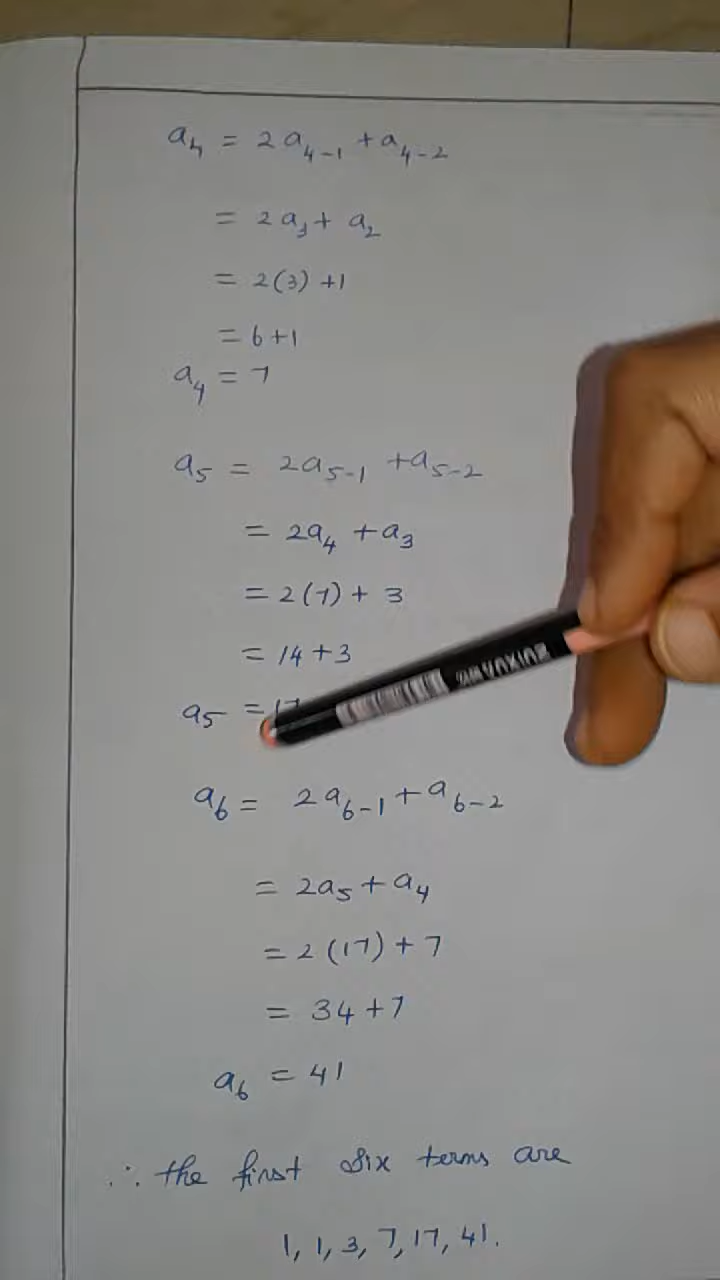 a₄ = 2a₄₋₁ + a₄₋₂
= 2a₃ + a₂
= 2(3) + 1
= 6 + 1
a₄ = 7
a₅ = 2a₅₋₁ + a₅₋₂
= 2a₄ + a₃
= 2(7) + 3
= 14 + 3
a₅ = 17
a₆ = 2a₆₋₁ + a₆₋₂
= 2a₅ + a₄
= 2(17) + 7
= 34 + 7
a₆ = 41
∴ the first six terms are
1, 1, 3, 7, 17, 41.